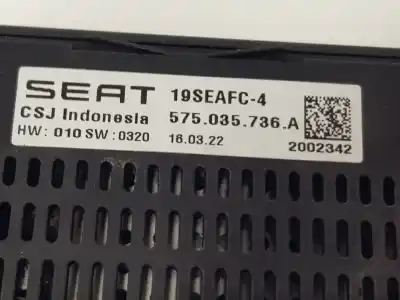 SEAT 19SEAFC-4
CSJ Indonesia 575.035.736.A
HW: 010 SW:0320 16.03.22
2002342